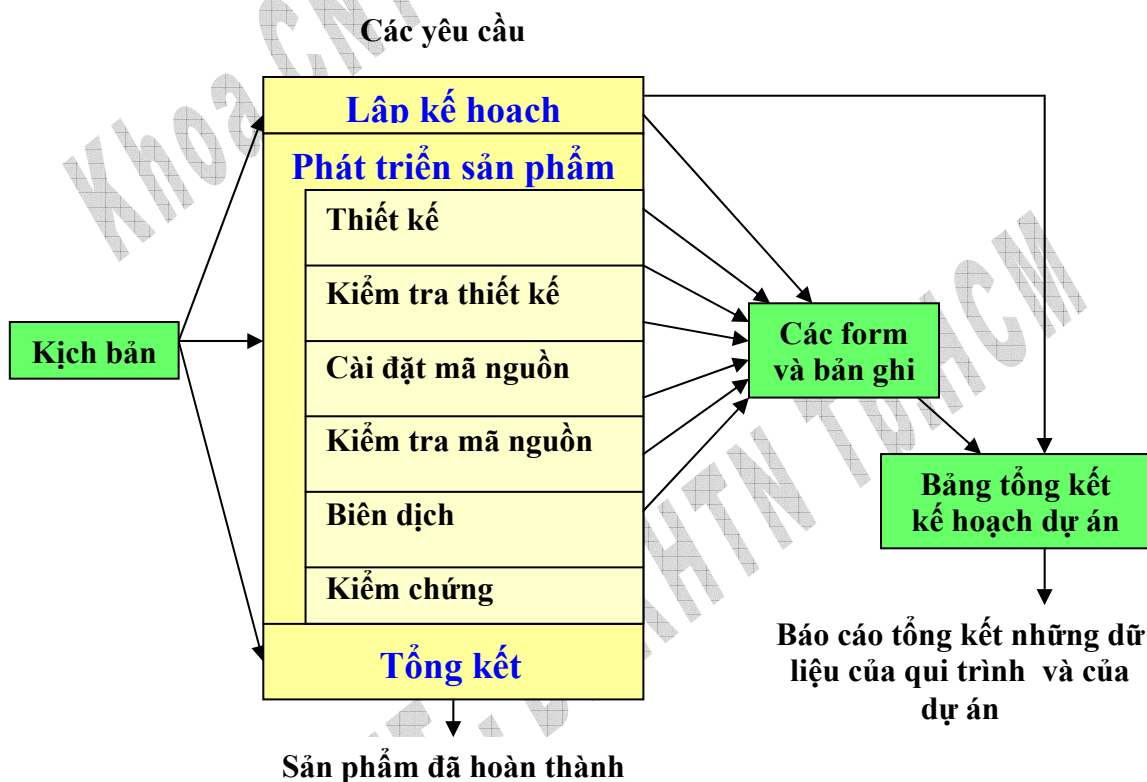 Các yêu cầu
Lập kế hoạch
Phát triển sản phẩm
Thiết kế
Kiểm tra thiết kế
Cài đặt mã nguồn
Kiểm tra mã nguồn
Biên dịch
Kiểm chứng
Tổng kết
Sản phẩm đã hoàn thành
Kịch bản
Các form
và bản ghi
Bảng tổng kết
kế hoạch dự án
Báo cáo tổng kết những dữ
liệu của qui trình và của
dự án
Khoa